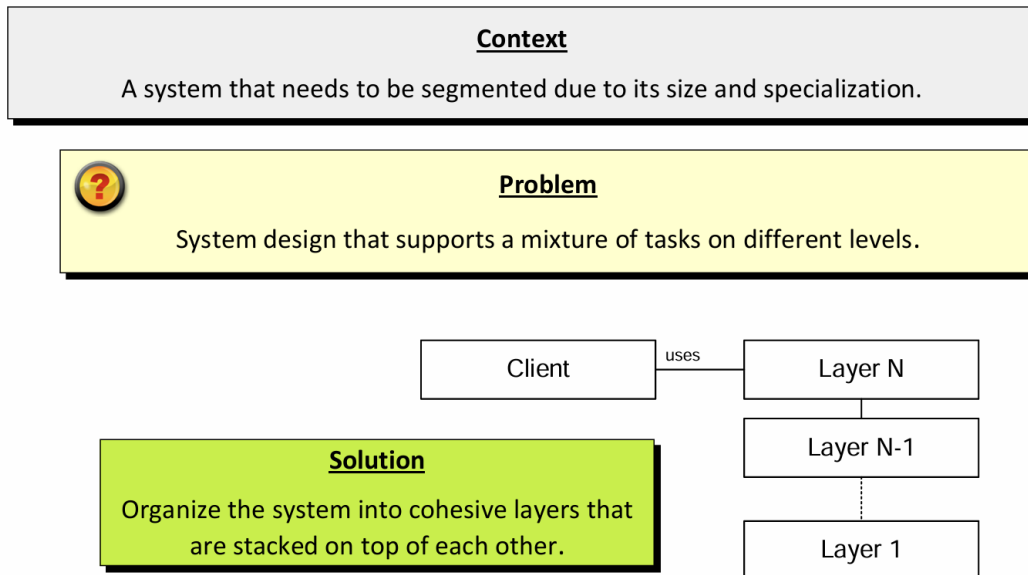 Context
A system that needs to be segmented due to its size and specialization.
?
Problem
System design that supports a mixture of tasks on different levels.
Client
uses
Layer N
Layer N-1
Solution
Organize the system into cohesive layers that
are stacked on top of each other.
Layer 1